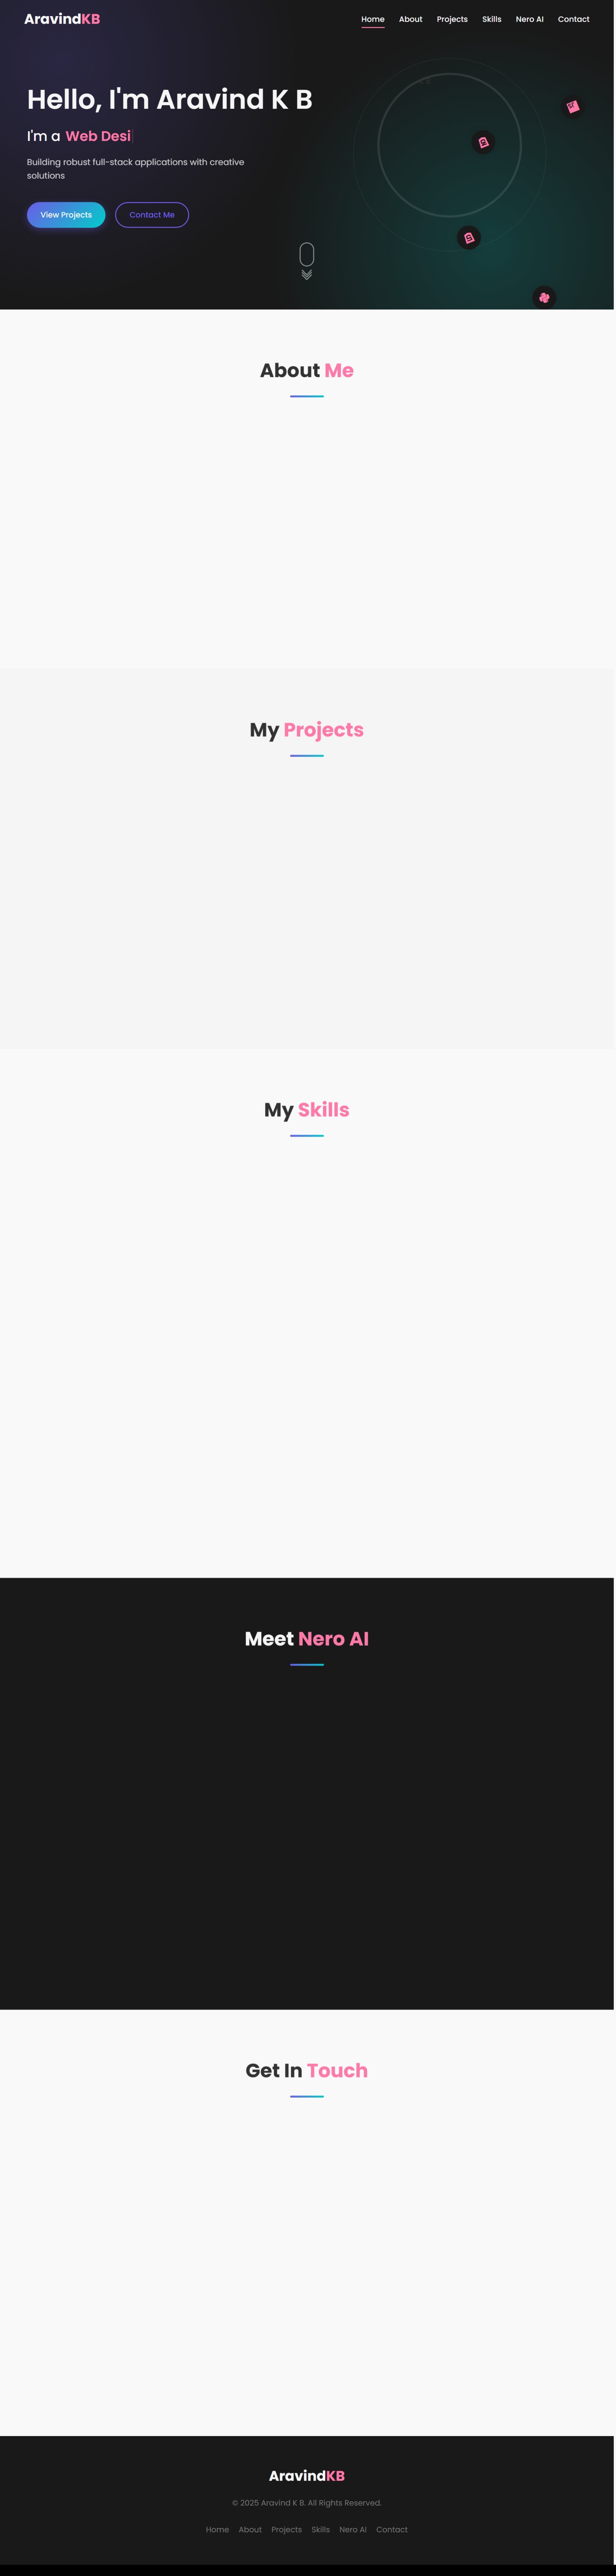 AravindKB
Home About Projects Skills Nero AI Contact
Hello, I'm Aravind K B
I'm a Web Desi
Building robust full-stack applications with creative
solutions
View Projects Contact Me
About Me
My Projects
My Skills
Meet Nero AI
Get In Touch
AravindKB
© 2025 Aravind K B. All Rights Reserved.
Home About Projects Skills Nero AI Contact